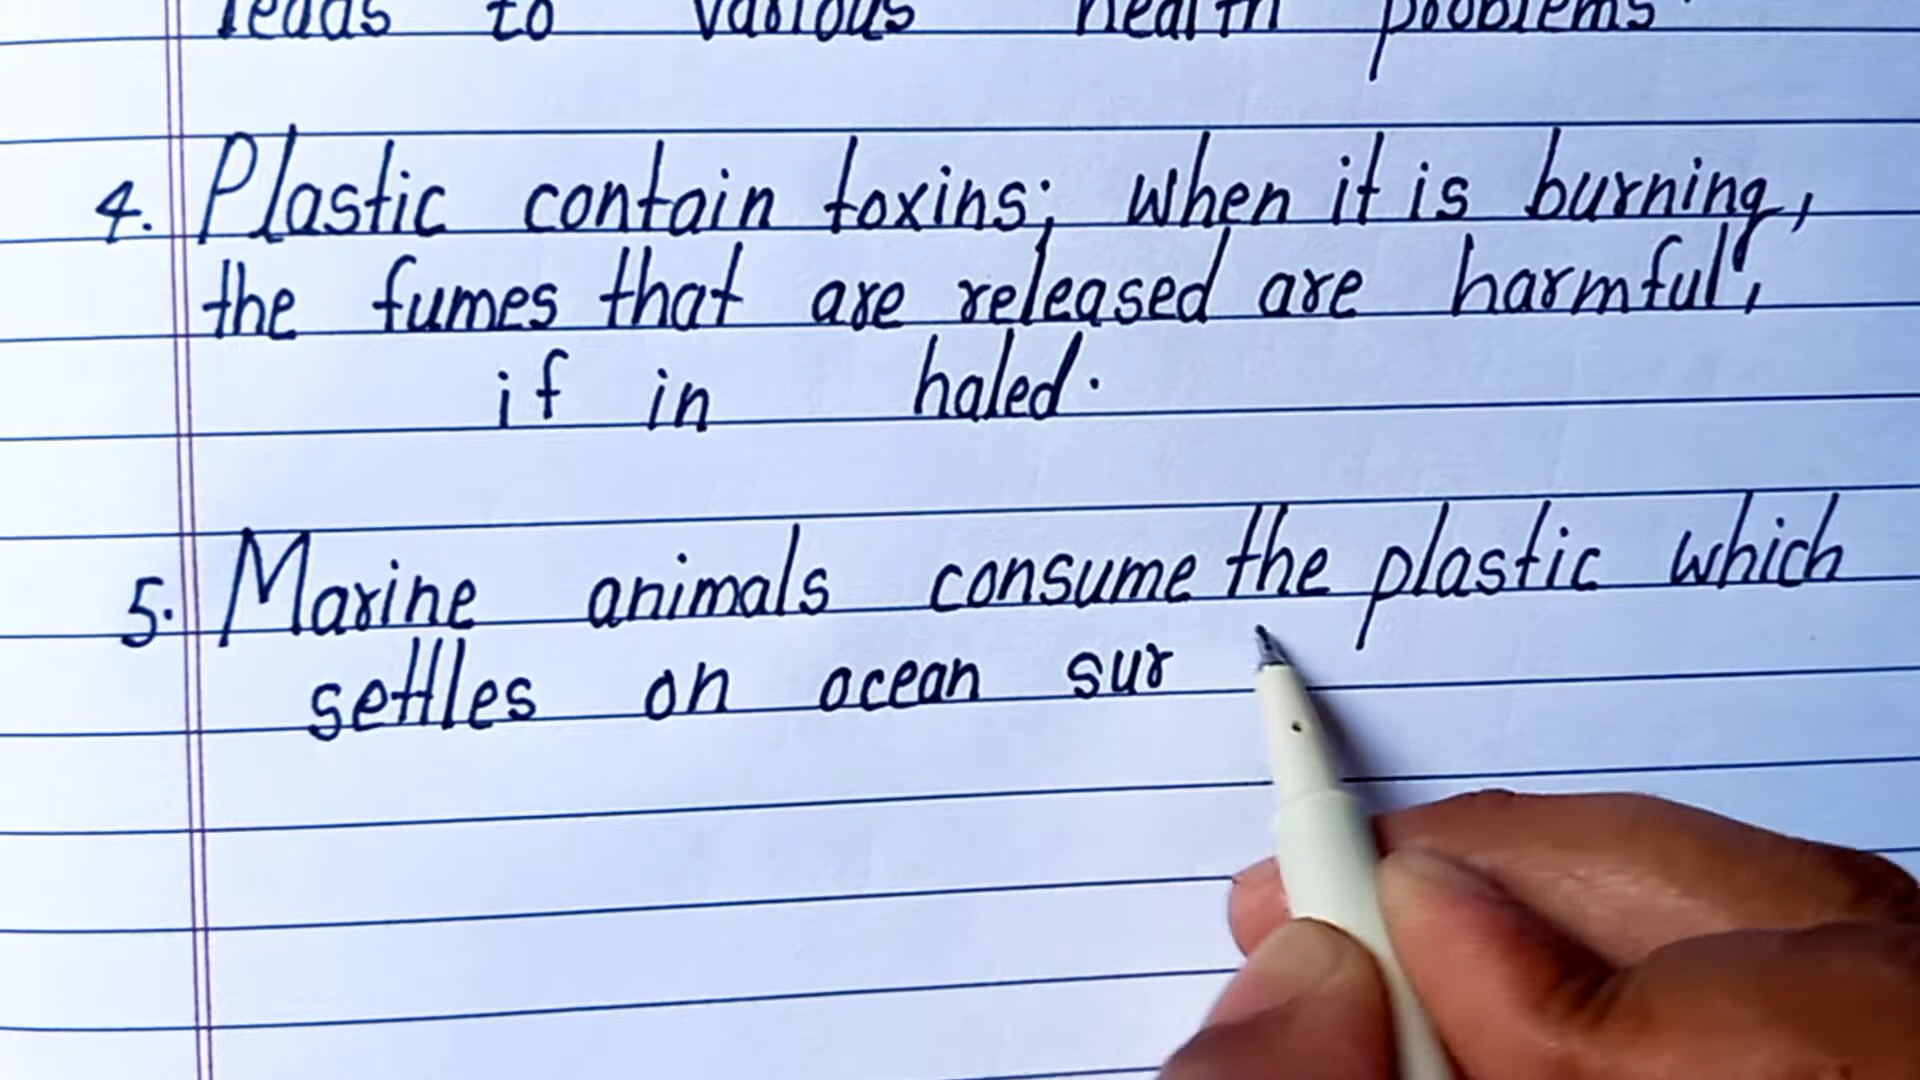 leads to various health problems.
4. Plastic contain toxins; when it is burning,
the fumes that are released are harmful,
if in haled.
5. Marine animals consume the plastic which
settles on ocean sur